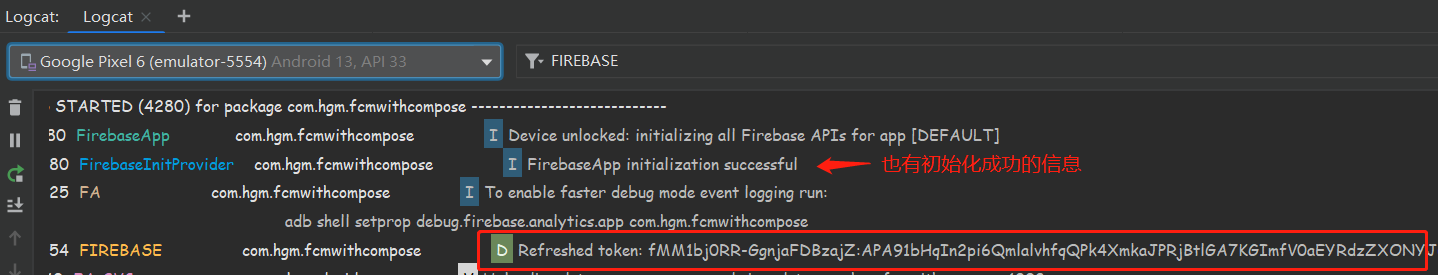 Logcat: Logcat × +
Google Pixel 6 (emulator-5554) Android 13, API 33 FIREBASE
STARTED (4280) for package com.hgm.fcmwithcompose ----------------------------
80 FirebaseApp com.hgm.fcmwithcompose I Device unlocked: initializing all Firebase APIs for app [DEFAULT]
80 FirebaseInitProvider com.hgm.fcmwithcompose I FirebaseApp initialization successful 也有初始化成功的信息
25 FA com.hgm.fcmwithcompose I To enable faster debug mode event logging run:
adb shell setprop debug.firebase.analytics.app com.hgm.fcmwithcompose
54 FIREBASE com.hgm.fcmwithcompose D Refreshed token: fMM1bj0RR-GgnjaFDBzajZ:APA91bHqIn2pi6QmlalvhfqQPk4XmkaJPRjBtlGA7KGImfV0aEYRdzZXONYJ